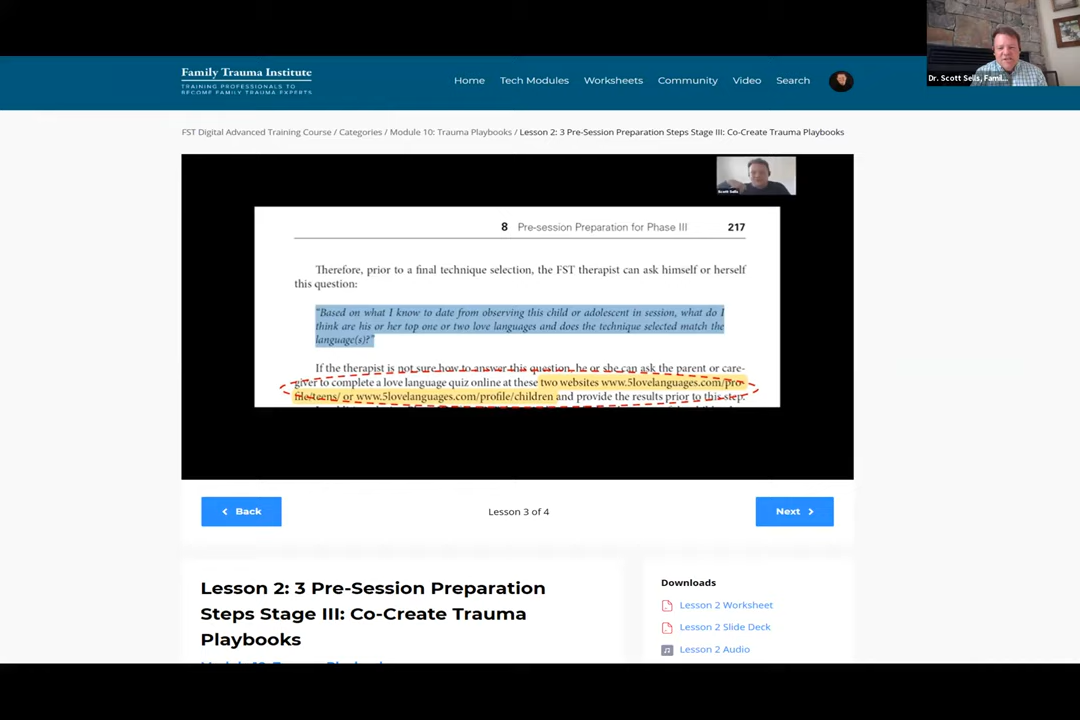 Dr. Scott Sells, Famil...
Family Trauma Institute
TRAINING PROFESSIONALS TO
BECOME FAMILY TRAUMA EXPERTS
Home Tech Modules Worksheets Community Video Search
FST Digital Advanced Training Course / Categories / Module 10: Trauma Playbooks / Lesson 2: 3 Pre-Session Preparation Steps Stage III: Co-Create Trauma Playbooks
Scott Sells
8 Pre-session Preparation for Phase III 217
Therefore, prior to a final technique selection, the FST therapist can ask himself or herself
this question:
"Based on what I know to date from observing this child or adolescent in session, what do I
think are his or her top one or two love languages and does the technique selected match the
language(s)?"
If the therapist is not sure how to answer this question, he or she can ask the parent or care-
giver to complete a love language quiz online at these two websites www.5lovelanguages.com/pro-
file/teens/ or www.5lovelanguages.com/profile/children and provide the results prior to this step.
Back
Lesson 3 of 4
Next
Lesson 2: 3 Pre-Session Preparation
Steps Stage III: Co-Create Trauma
Playbooks
Downloads
Lesson 2 Worksheet
Lesson 2 Slide Deck
Lesson 2 Audio